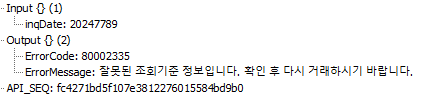 Input {} (1)
inqDate: 20247789
Output {} (2)
ErrorCode: 80002335
ErrorMessage: 잘못된 조회기준 정보입니다. 확인 후 다시 거래하시기 바랍니다.
API_SEQ: fc4271bd5f107e3812276015584bd9b0